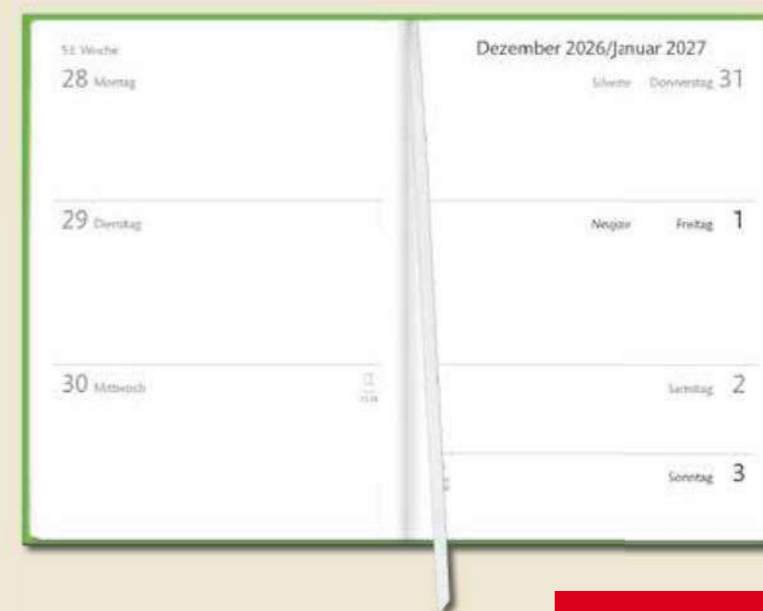 53. Woche
28 Montag
29 Dienstag
30 Mittwoch
Dezember 2026/Januar 2027
Silvester Donnerstag 31
Neujahr Freitag 1
Samstag 2
Sonntag 3